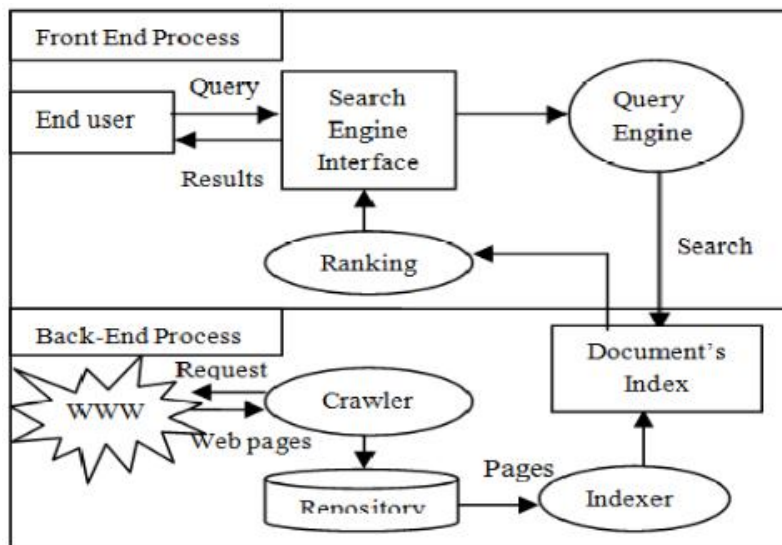 Front End Process
Query
End user
Results
Search
Engine
Interface
Query
Engine
Ranking
Search
Back-End Process
Request
WWW
Web pages
Crawler
Repository
Pages
Indexer
Document's
Index